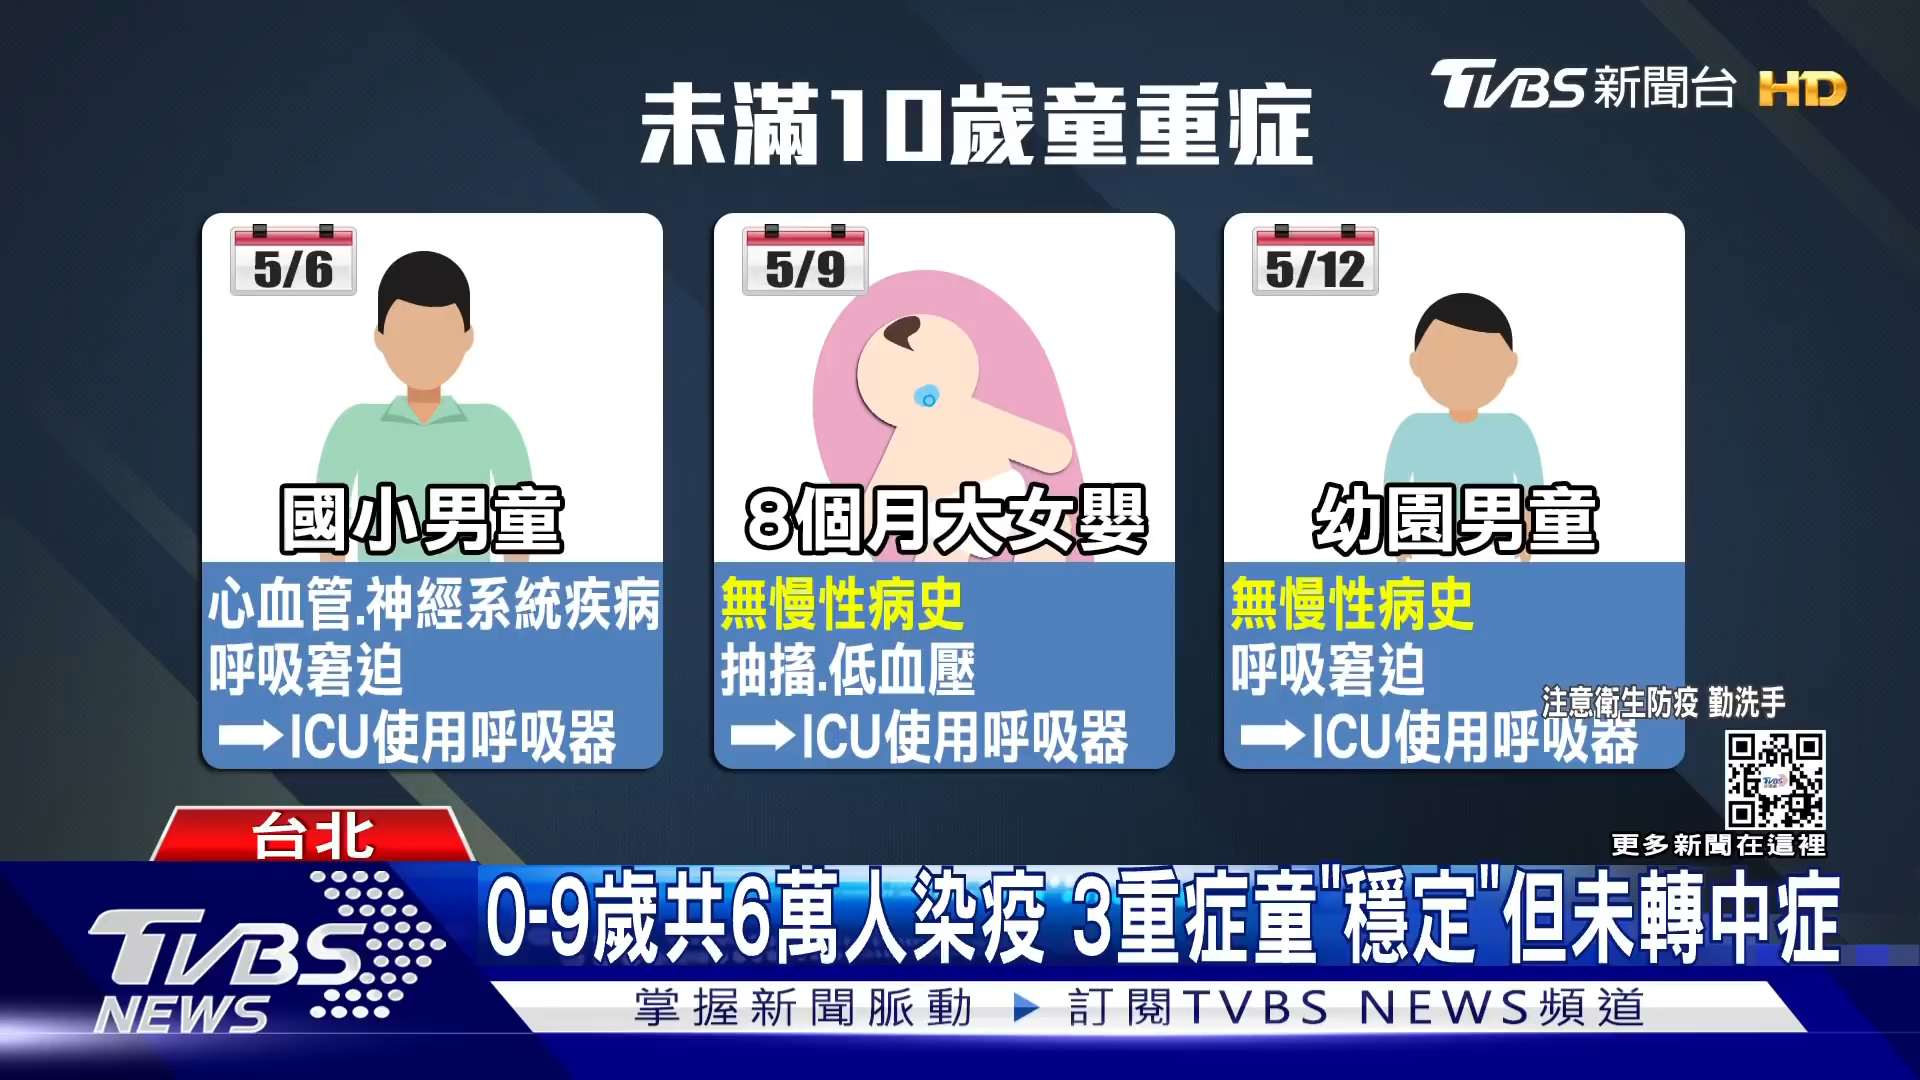 未滿10歲童重症
TVBS新聞台 HD
5/6
國小男童
心血管.神經系統疾病
呼吸窘迫
➡ICU使用呼吸器
5/9
8個月大女嬰
無慢性病史
抽搐.低血壓
➡ICU使用呼吸器
5/12
幼園男童
無慢性病史
呼吸窘迫
➡ICU使用呼吸器
注意衛生防疫 勤洗手
TVBS
更多新聞在這裡
台北
0-9歲共6萬人染疫 3重症童"穩定"但未轉中症
TVBS
NEWS
掌握新聞脈動 ▶ 訂閱TVBS NEWS頻道